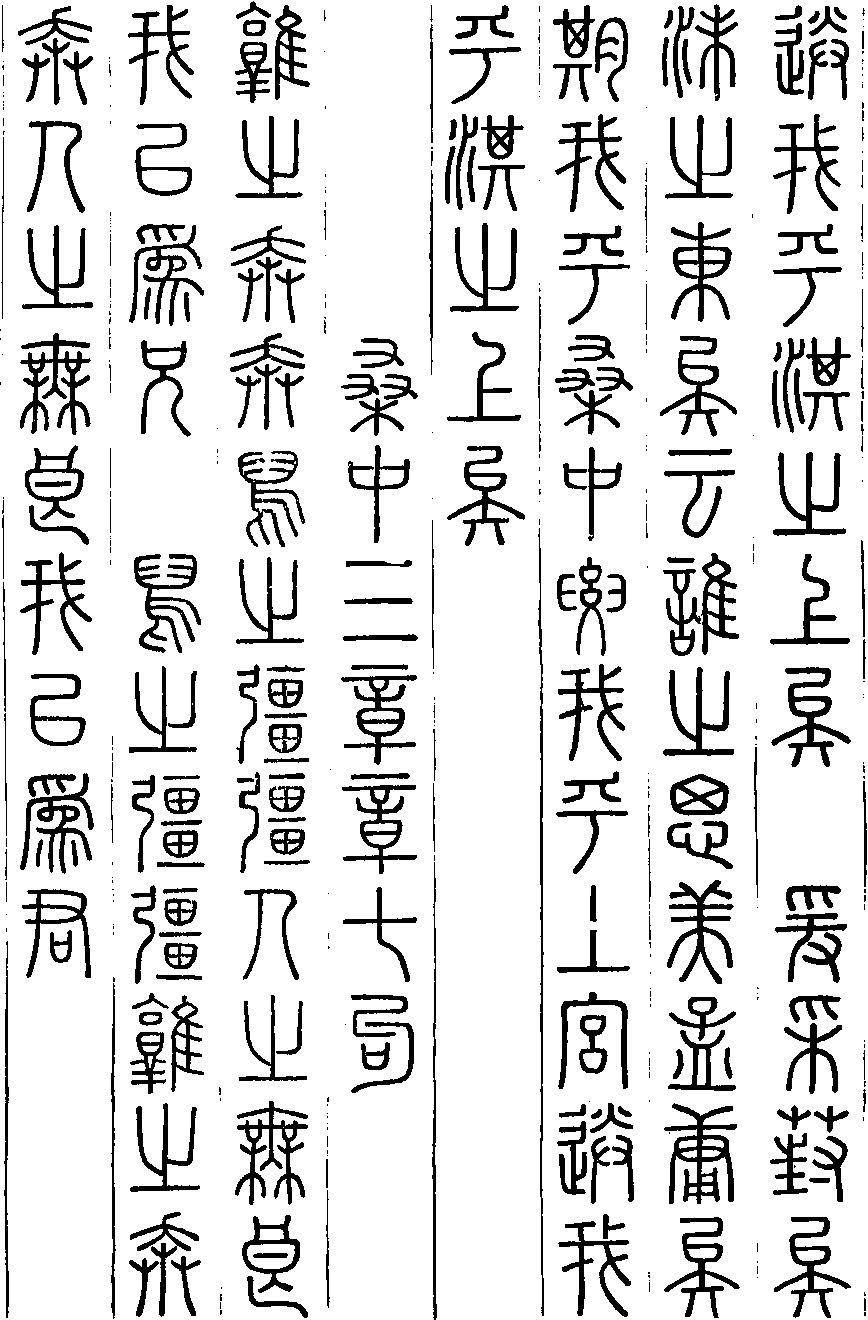 送我乎淇之上矣　爰采葑矣
沬之東矣云誰之思美孟庸矣
期我乎桑中要我乎上宮送我
乎淇之上矣
桑中三章章七句
鶉之奔奔鵲之彊彊人之無良
我以為兄　鵲之彊彊鶉之奔
奔人之無良我以為君